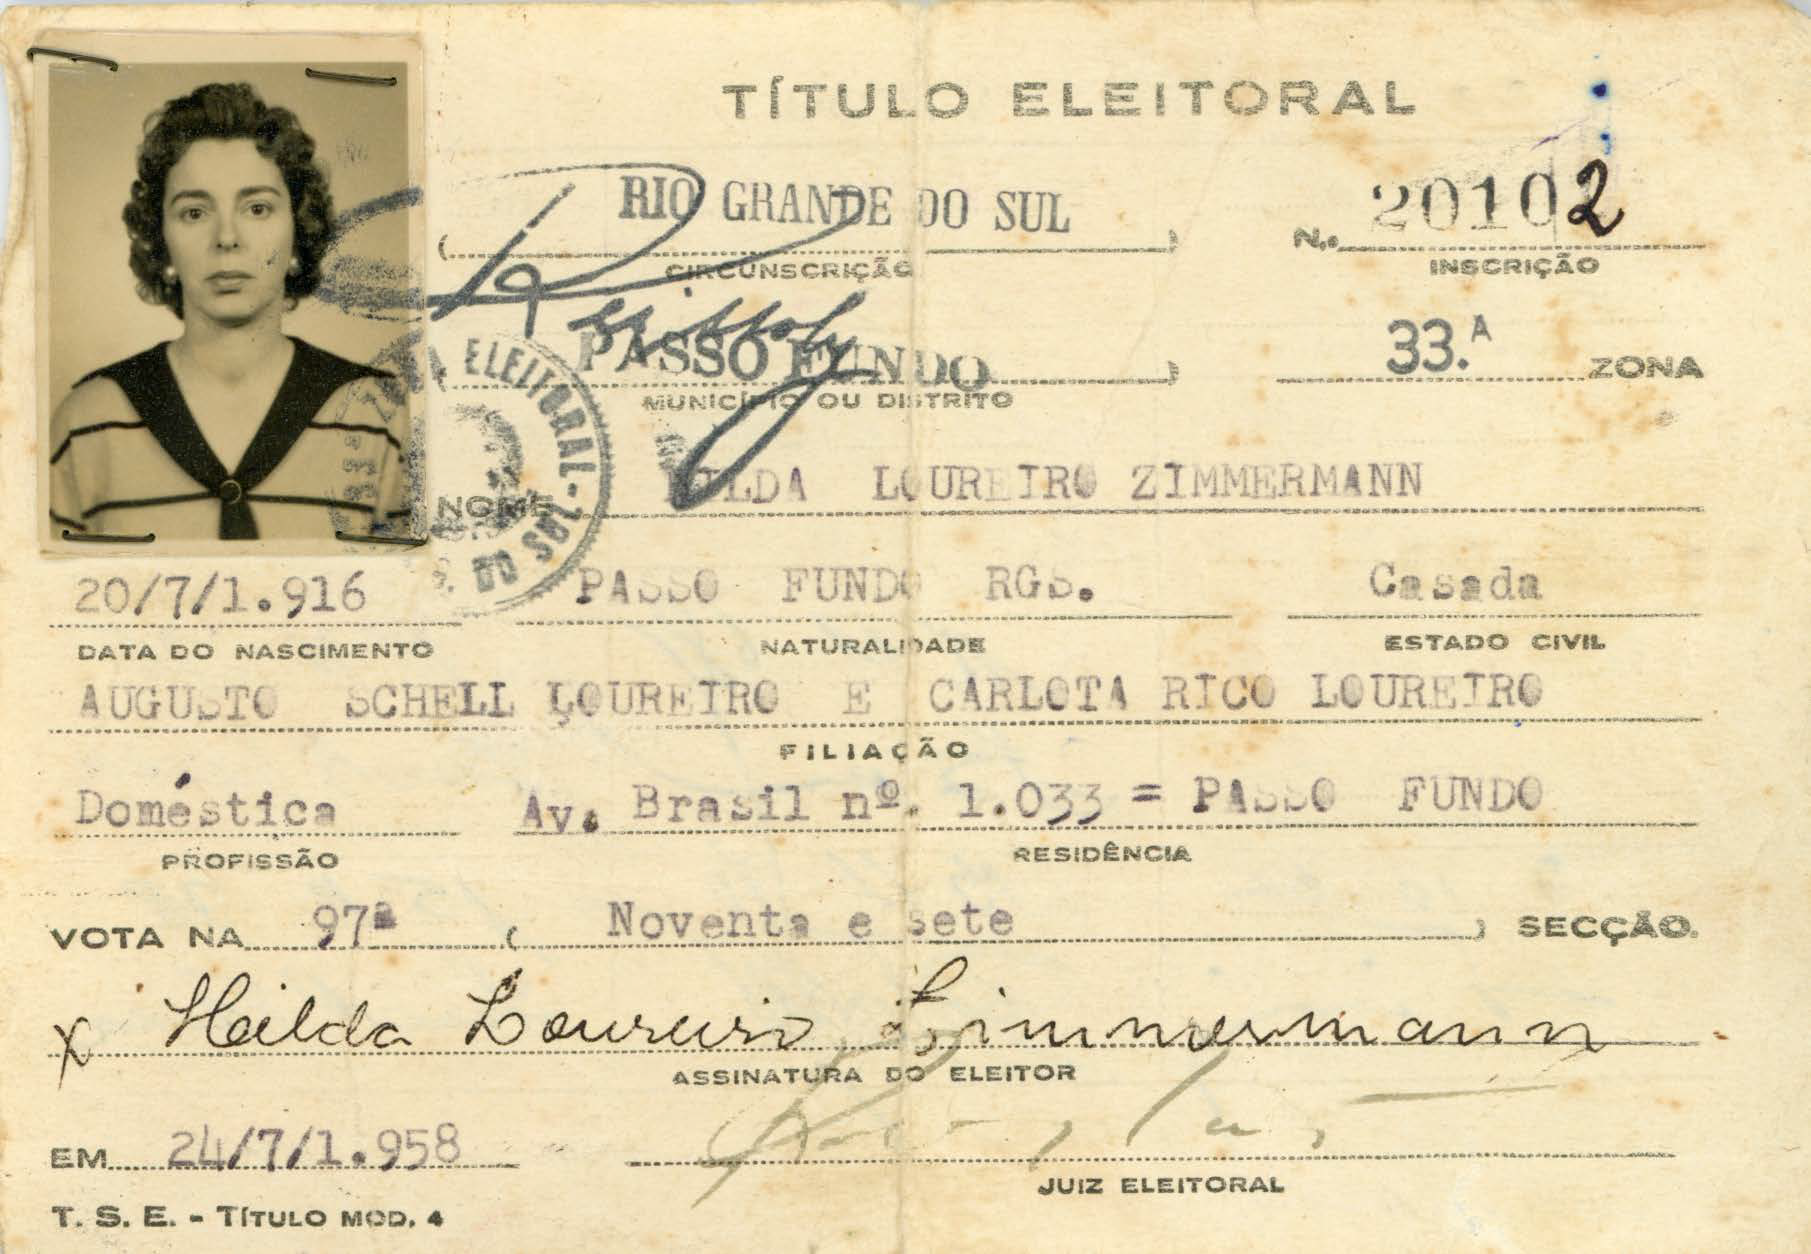 TÍTULO ELEITORAL
RIO GRANDE DO SUL
N.º 20102
CIRCUNSCRIÇÃO
INSCRIÇÃO
PASSO FUNDO
33.A ZONA
MUNICÍPIO OU DISTRITO
ELEITORAL - ZAS
NOME HILDA LOUREIRO ZIMMERMANN
20/7/1.916 PASSO FUNDO RGS. Casada
DATA DO NASCIMENTO NATURALIDADE ESTADO CIVIL
AUGUSTO SCHELL LOUREIRO E CARLOTA RICO LOUREIRO
FILIAÇÃO
Doméstica Av. Brasil nº. 1.033 = PASSO FUNDO
PROFISSÃO RESIDÊNCIA
VOTA NA 97ª ( Noventa e sete ) SECÇÃO.
x Hilda Loureiro Zimmermann
ASSINATURA DO ELEITOR
EM 24/7/1.958
JUIZ ELEITORAL
T. S. E. - TÍTULO MOD. 4